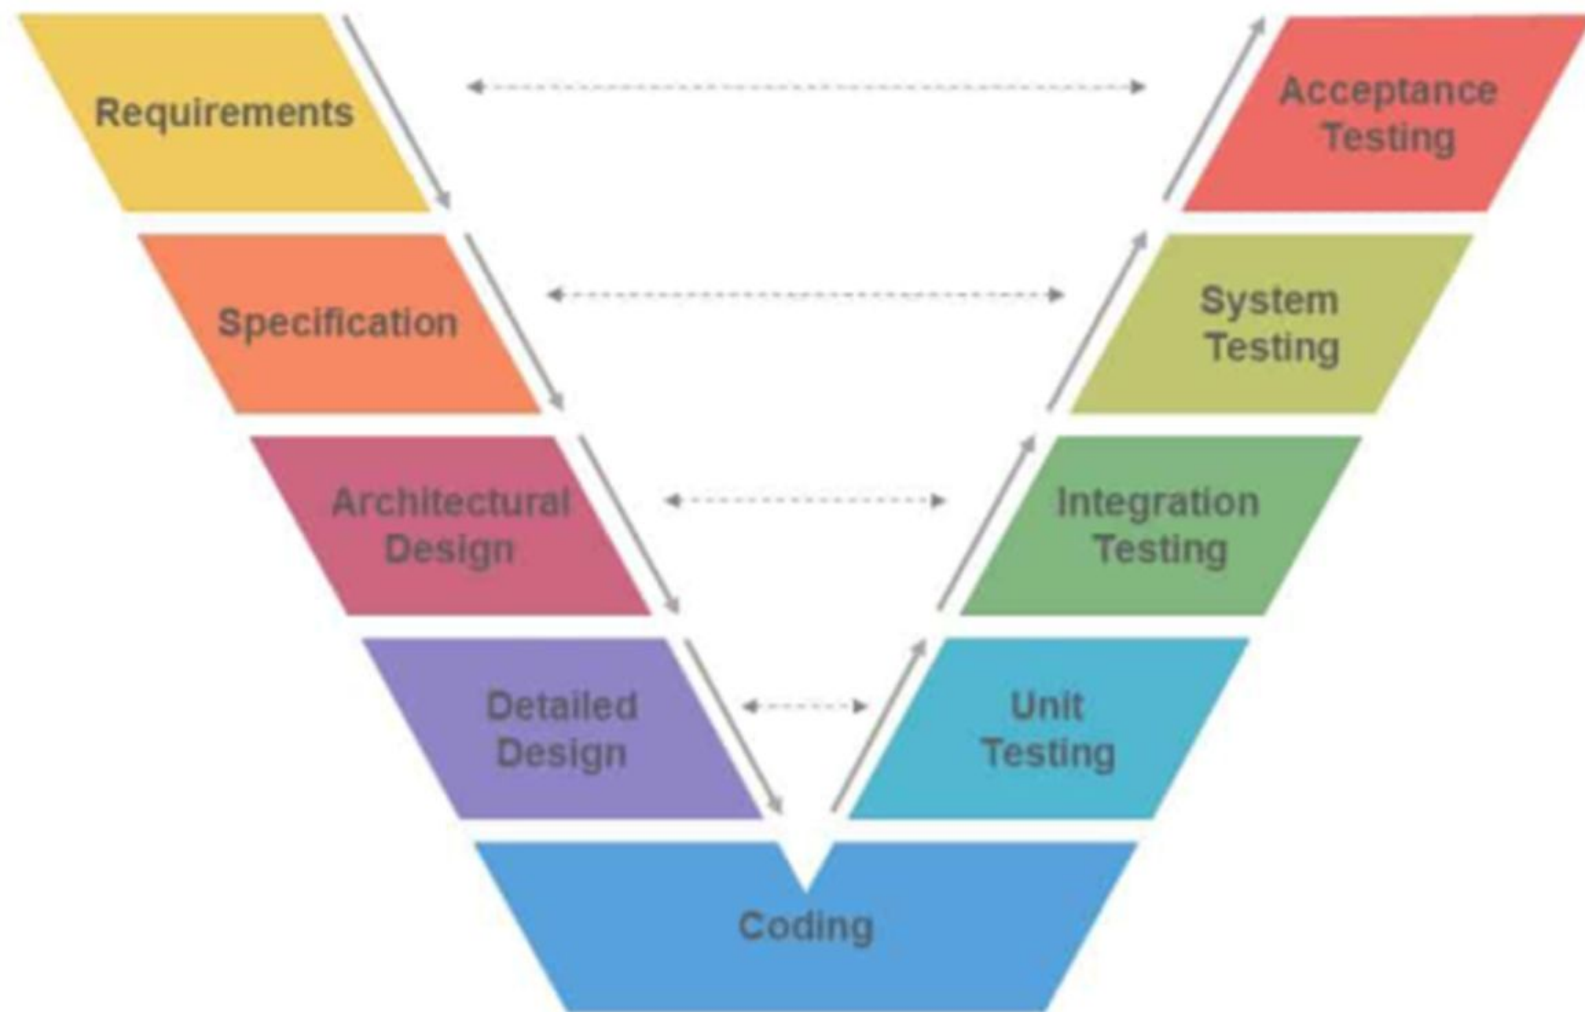 Requirements
Acceptance
Testing
Specification
System
Testing
Architectural
Design
Integration
Testing
Detailed
Design
Unit
Testing
Coding